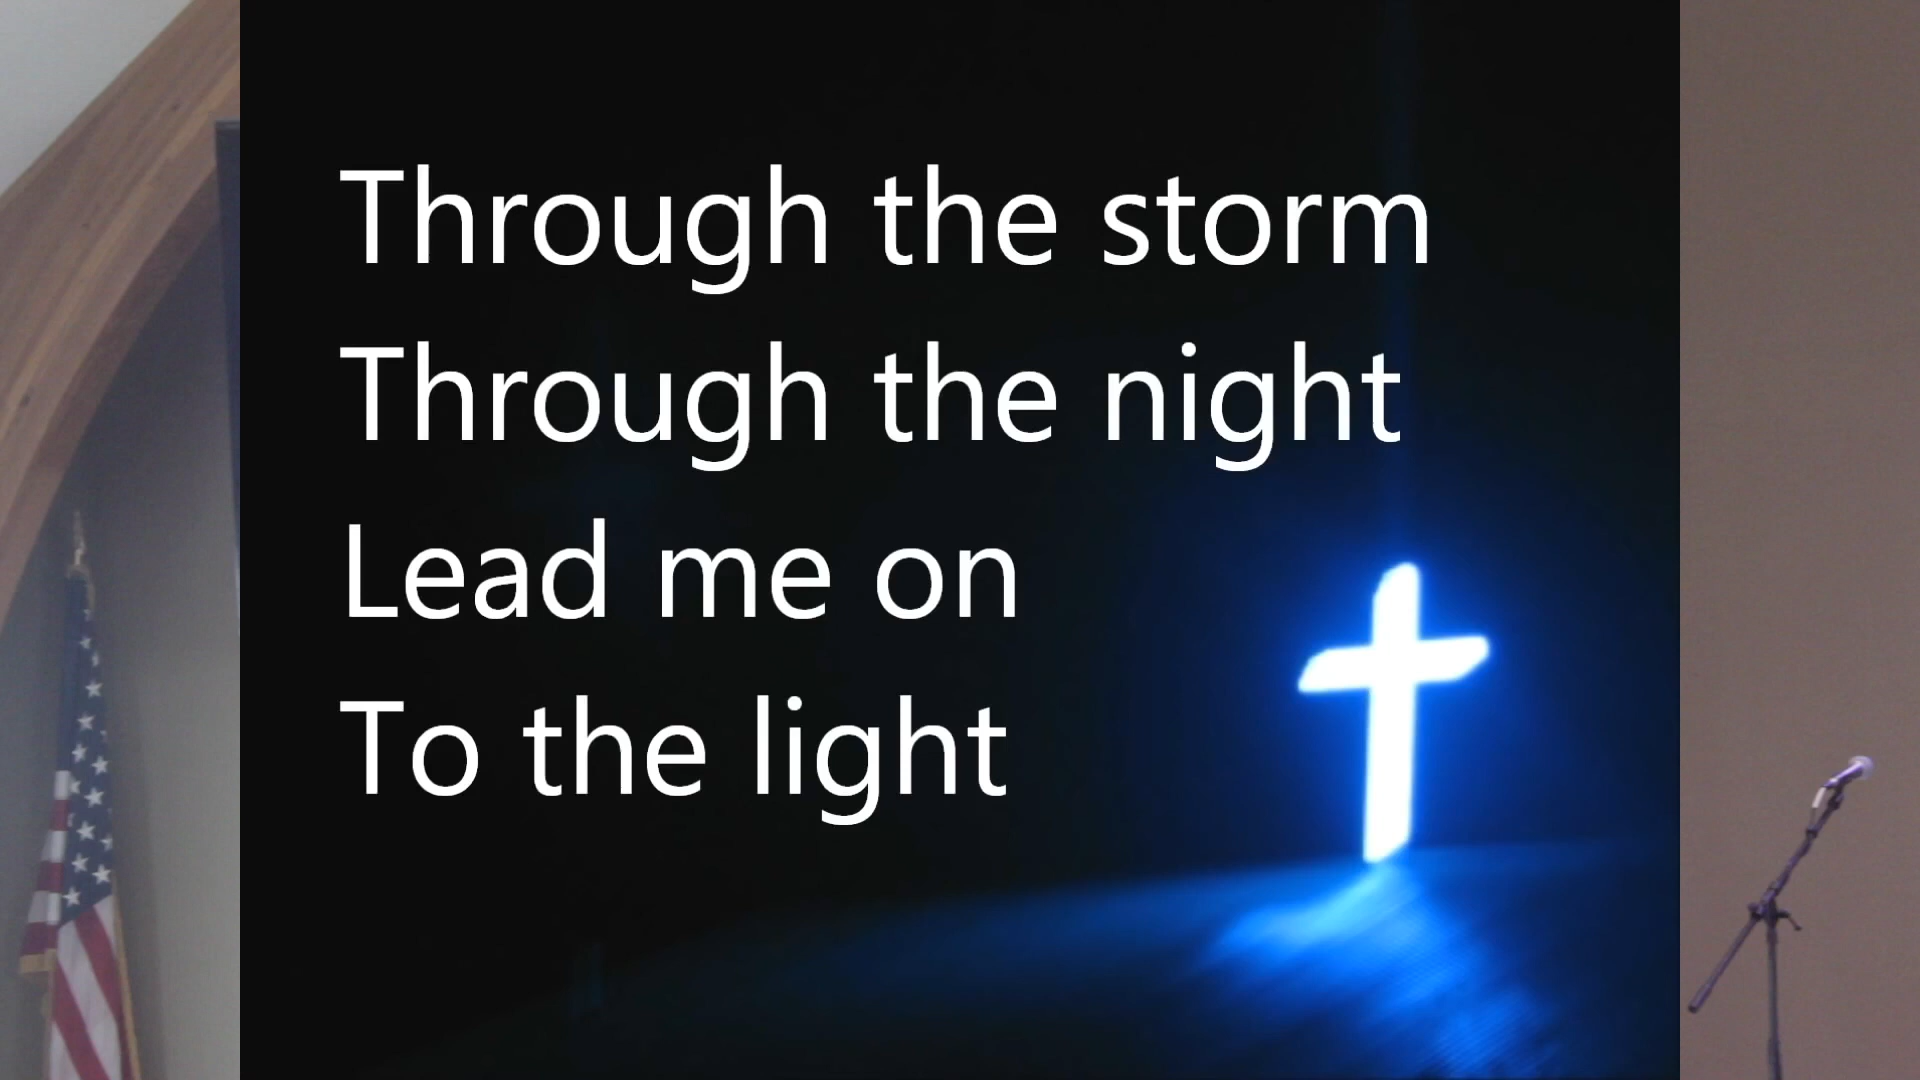 Through the storm
Through the night
Lead me on
To the light